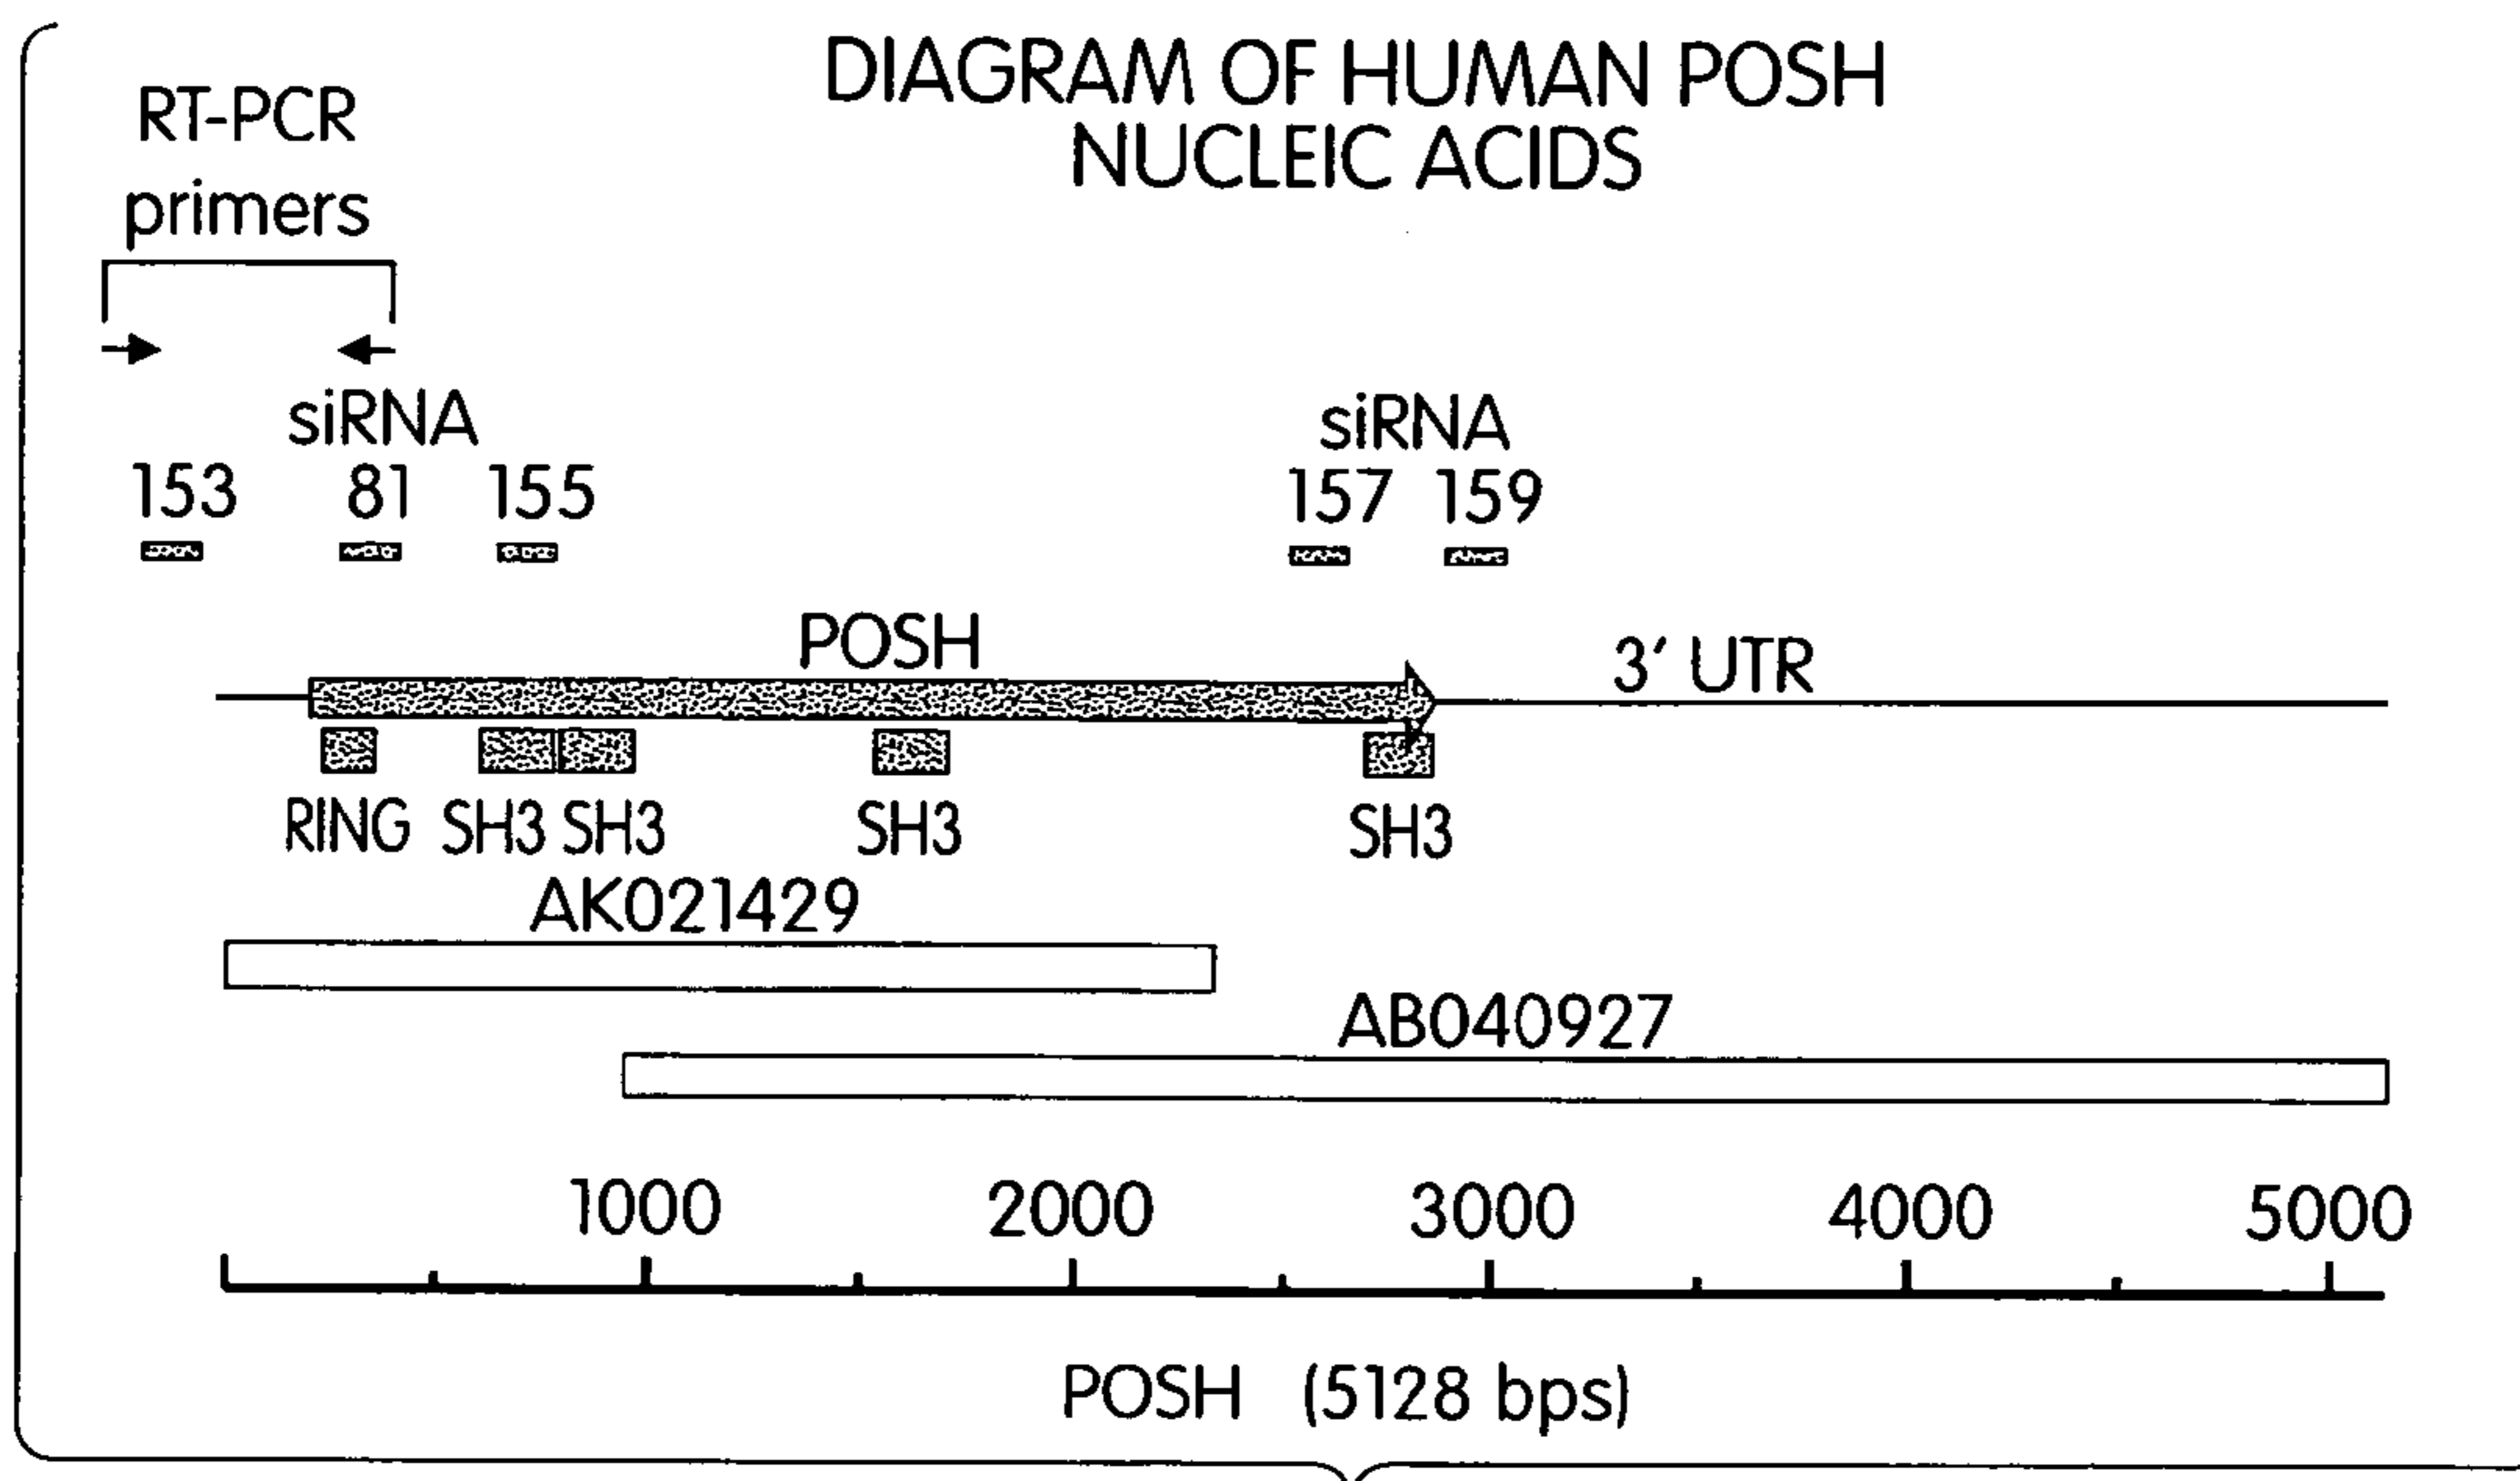 DIAGRAM OF HUMAN POSH
NUCLEIC ACIDS
RT-PCR
primers
siRNA
153 81 155
siRNA
157 159
POSH
3′ UTR
RING SH3 SH3 SH3 SH3
AK021429
AB040927
1000 2000 3000 4000 5000
POSH (5128 bps)